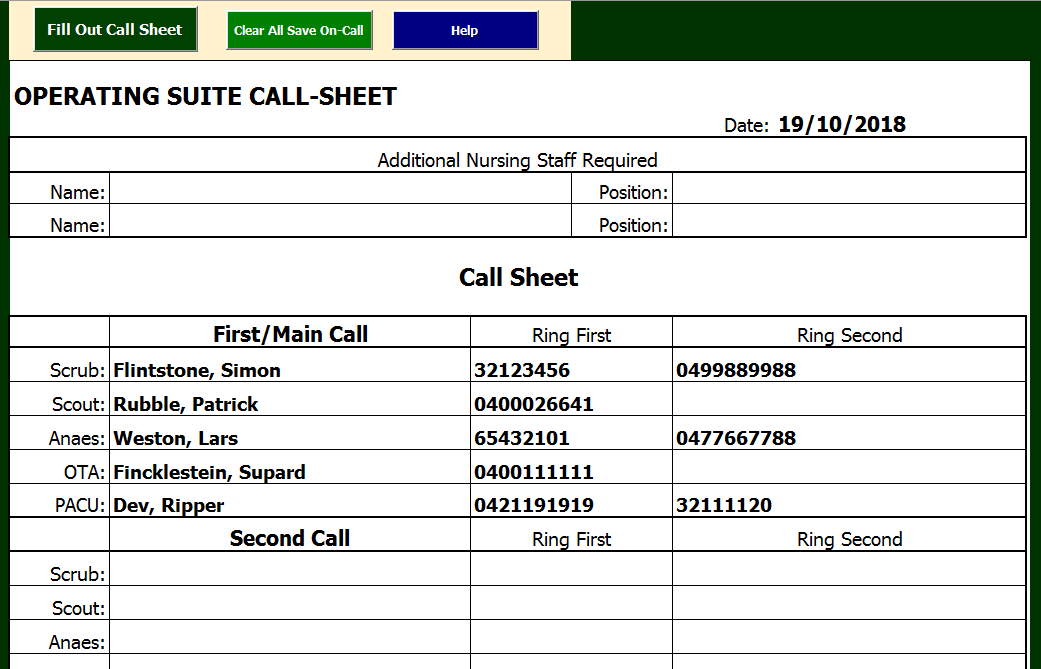 Fill Out Call Sheet Clear All Save On-Call Help
OPERATING SUITE CALL-SHEET
Date: 19/10/2018
Additional Nursing Staff Required
Name: Position:
Name: Position:
Call Sheet
First/Main Call Ring First Ring Second
Scrub: Flintstone, Simon 32123456 0499889988
Scout: Rubble, Patrick 0400026641
Anaes: Weston, Lars 65432101 0477667788
OTA: Fincklestein, Supard 0400111111
PACU: Dev, Ripper 0421191919 32111120
Second Call Ring First Ring Second
Scrub:
Scout:
Anaes: